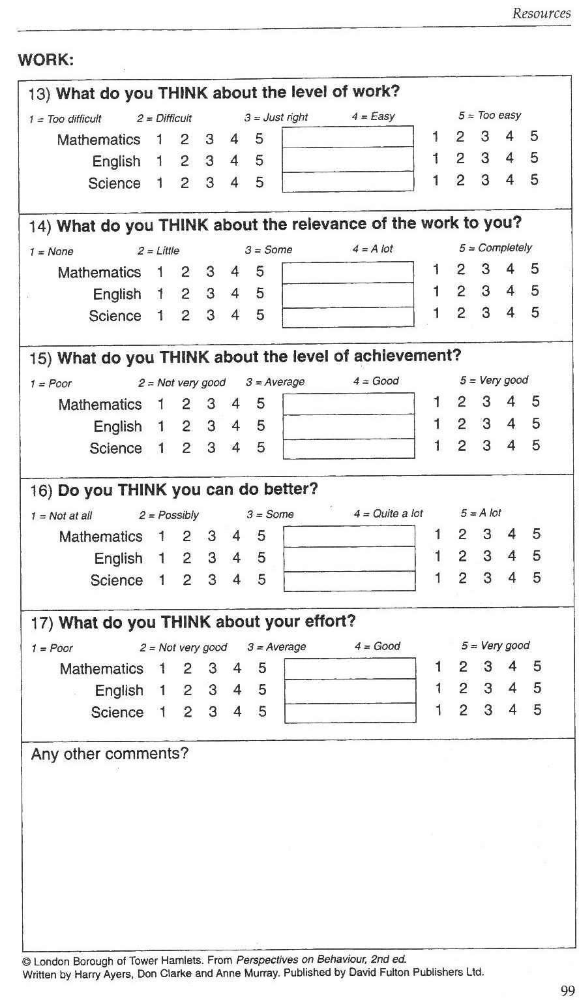 Resources
WORK:
13) What do you THINK about the level of work?
1 = Too difficult 2 = Difficult 3 = Just right 4 = Easy 5 = Too easy
Mathematics 1 2 3 4 5 1 2 3 4 5
English 1 2 3 4 5 1 2 3 4 5
Science 1 2 3 4 5 1 2 3 4 5
14) What do you THINK about the relevance of the work to you?
1 = None 2 = Little 3 = Some 4 = A lot 5 = Completely
Mathematics 1 2 3 4 5 1 2 3 4 5
English 1 2 3 4 5 1 2 3 4 5
Science 1 2 3 4 5 1 2 3 4 5
15) What do you THINK about the level of achievement?
1 = Poor 2 = Not very good 3 = Average 4 = Good 5 = Very good
Mathematics 1 2 3 4 5 1 2 3 4 5
English 1 2 3 4 5 1 2 3 4 5
Science 1 2 3 4 5 1 2 3 4 5
16) Do you THINK you can do better?
1 = Not at all 2 = Possibly 3 = Some 4 = Quite a lot 5 = A lot
Mathematics 1 2 3 4 5 1 2 3 4 5
English 1 2 3 4 5 1 2 3 4 5
Science 1 2 3 4 5 1 2 3 4 5
17) What do you THINK about your effort?
1 = Poor 2 = Not very good 3 = Average 4 = Good 5 = Very good
Mathematics 1 2 3 4 5 1 2 3 4 5
English 1 2 3 4 5 1 2 3 4 5
Science 1 2 3 4 5 1 2 3 4 5
Any other comments?
© London Borough of Tower Hamlets. From Perspectives on Behaviour, 2nd ed.
Written by Harry Ayers, Don Clarke and Anne Murray. Published by David Fulton Publishers Ltd.
99